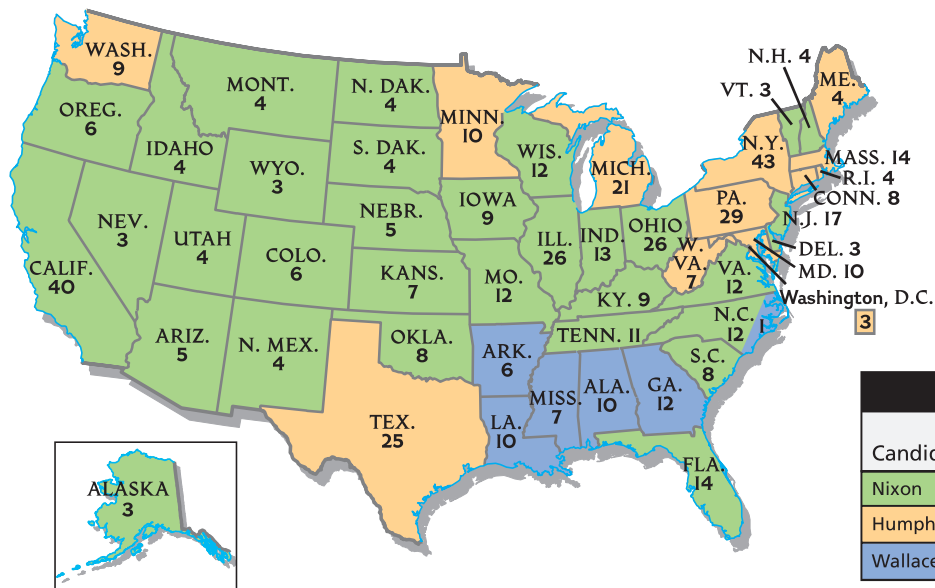 WASH.
9
OREG.
6
CALIF.
40
NEV.
3
IDAHO
4
MONT.
4
WYO.
3
UTAH
4
COLO.
6
ARIZ.
5
N. MEX.
4
N. DAK.
4
S. DAK.
4
NEBR.
5
KANS.
7
OKLA.
8
TEX.
25
MINN.
10
IOWA
9
MO.
12
ARK.
6
LA.
10
WIS.
12
ILL.
26
MICH.
21
IND.
13
OHIO
26
KY. 9
TENN. 11
MISS.
7
ALA.
10
GA.
12
FLA.
14
S.C.
8
N.C.
12
1
VA.
12
W.
VA.
7
PA.
29
N.Y.
43
VT. 3
N.H. 4
ME.
4
MASS. 14
R.I. 4
CONN. 8
N.J. 17
DEL. 3
MD. 10
Washington, D.C.
3
ALASKA
3
Candid
Nixon
Humph
Wallace